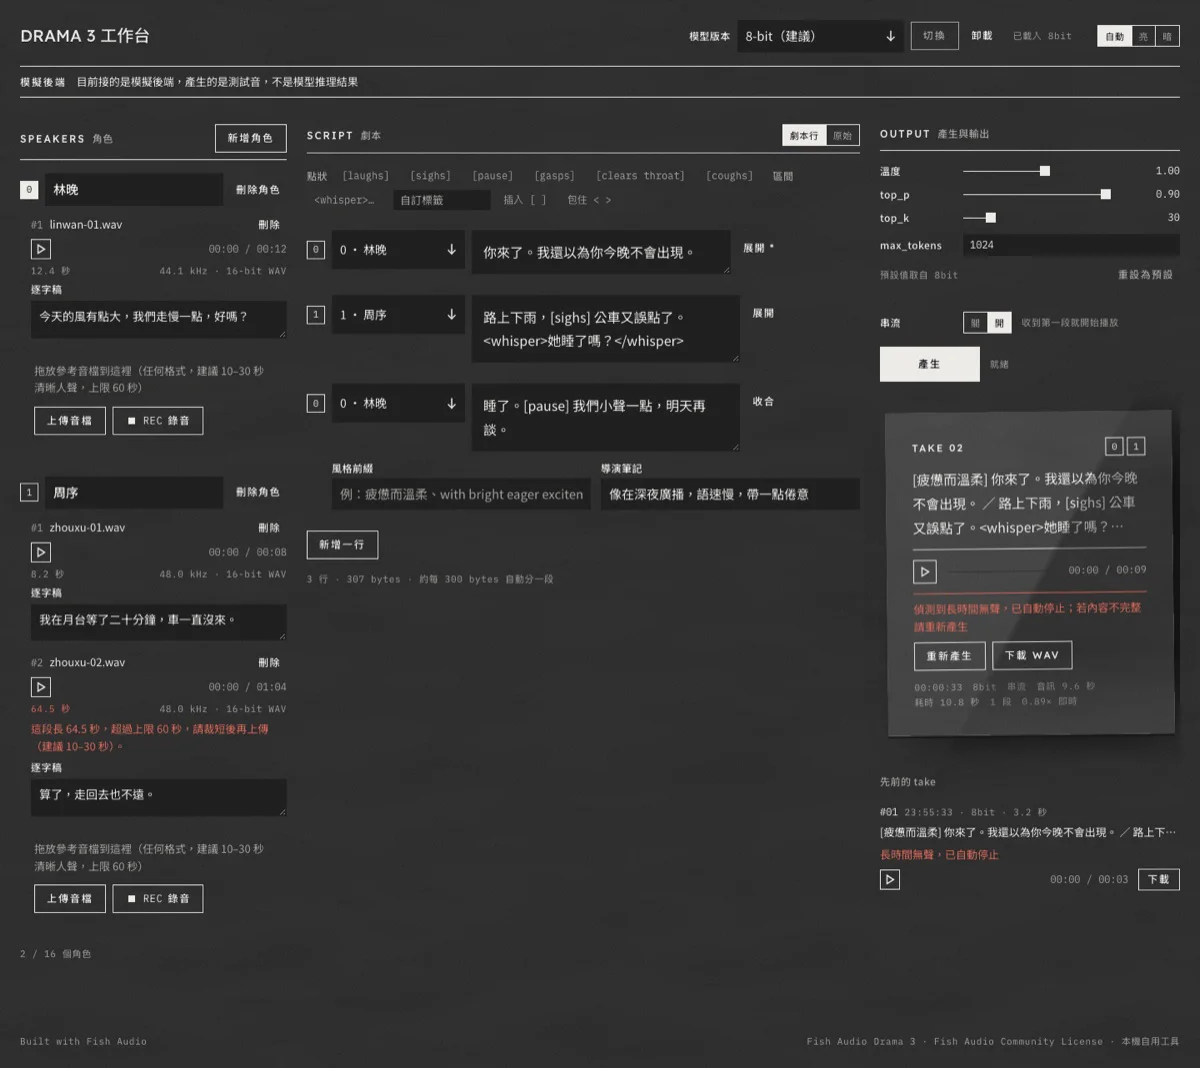 DRAMA 3 工作台
模型版本 8-bit（建議） ↓ 切換 卸載 已載入 8bit 自動 亮 暗
模擬後端 目前接的是模擬後端，產生的是測試音，不是模型推理結果
SPEAKERS 角色 新增角色
0 林晚 刪除角色
#1 linwan-01.wav 刪除
00:00 / 00:12
12.4 秒 44.1 kHz · 16-bit WAV
逐字稿
今天的風有點大，我們走慢一點，好嗎？
拖放參考音檔到這裡（任何格式，建議 10–30 秒
清晰人聲，上限 60 秒）
上傳音檔 ■ REC 錄音
1 周序 刪除角色
#1 zhouxu-01.wav 刪除
00:00 / 00:08
8.2 秒 48.0 kHz · 16-bit WAV
逐字稿
我在月台等了二十分鐘，車一直沒來。
#2 zhouxu-02.wav 刪除
00:00 / 01:04
64.5 秒 48.0 kHz · 16-bit WAV
這段長 64.5 秒，超過上限 60 秒，請裁短後再上傳
（建議 10–30 秒）。
逐字稿
算了，走回去也不遠。
拖放參考音檔到這裡（任何格式，建議 10–30 秒
清晰人聲，上限 60 秒）
上傳音檔 ■ REC 錄音
2 / 16 個角色
SCRIPT 劇本 劇本行 原始
點狀 [laughs] [sighs] [pause] [gasps] [clears throat] [coughs] 區間
<whisper>… 自訂標籤 插入 [ ] 包住 < >
0 0 · 林晚 ↓ 你來了。我還以為你今晚不會出現。 展開 *
1 1 · 周序 ↓ 路上下雨，[sighs] 公車又誤點了。 展開
<whisper>她睡了嗎？</whisper>
0 0 · 林晚 ↓ 睡了。[pause] 我們小聲一點，明天再 收合
談。
風格前綴 導演筆記
例：疲憊而溫柔、with bright eager exciten 像在深夜廣播，語速慢，帶一點倦意
新增一行
3 行 · 307 bytes · 約每 300 bytes 自動分一段
OUTPUT 產生與輸出
溫度 1.00
top_p 0.90
top_k 30
max_tokens 1024
預設值取自 8bit 重設為預設
串流 關 開 收到第一段就開始播放
產生 就緒
TAKE 02 0 1
[疲憊而溫柔] 你來了。我還以為你今晚
不會出現。 ／ 路上下雨，[sighs] 公車
又誤點了。<whisper>她睡了嗎？…
00:00 / 00:09
偵測到長時間無聲，已自動停止；若內容不完整
請重新產生
重新產生 下載 WAV
00:00:33 8bit 串流 音訊 9.6 秒
耗時 10.8 秒 1 段 0.89× 即時
先前的 take
#01 23:55:33 · 8bit · 3.2 秒
[疲憊而溫柔] 你來了。我還以為你今晚不會出現。 ／ 路上下…
長時間無聲，已自動停止
00:00 / 00:03 下載
Built with Fish Audio
Fish Audio Drama 3 · Fish Audio Community License · 本機自用工具